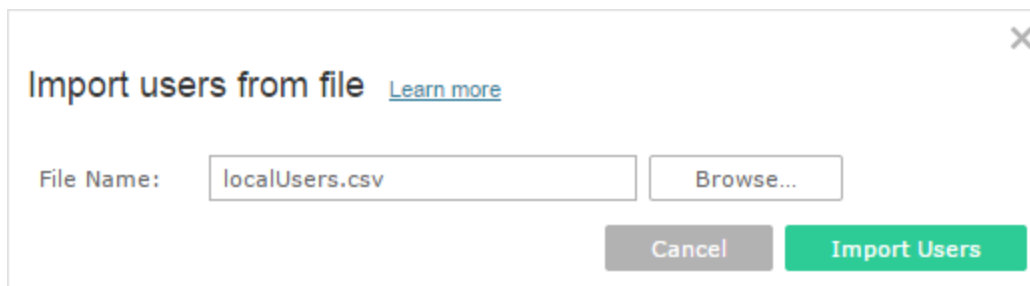 Import users from file Learn more
File Name: localUsers.csv Browse...
Cancel Import Users